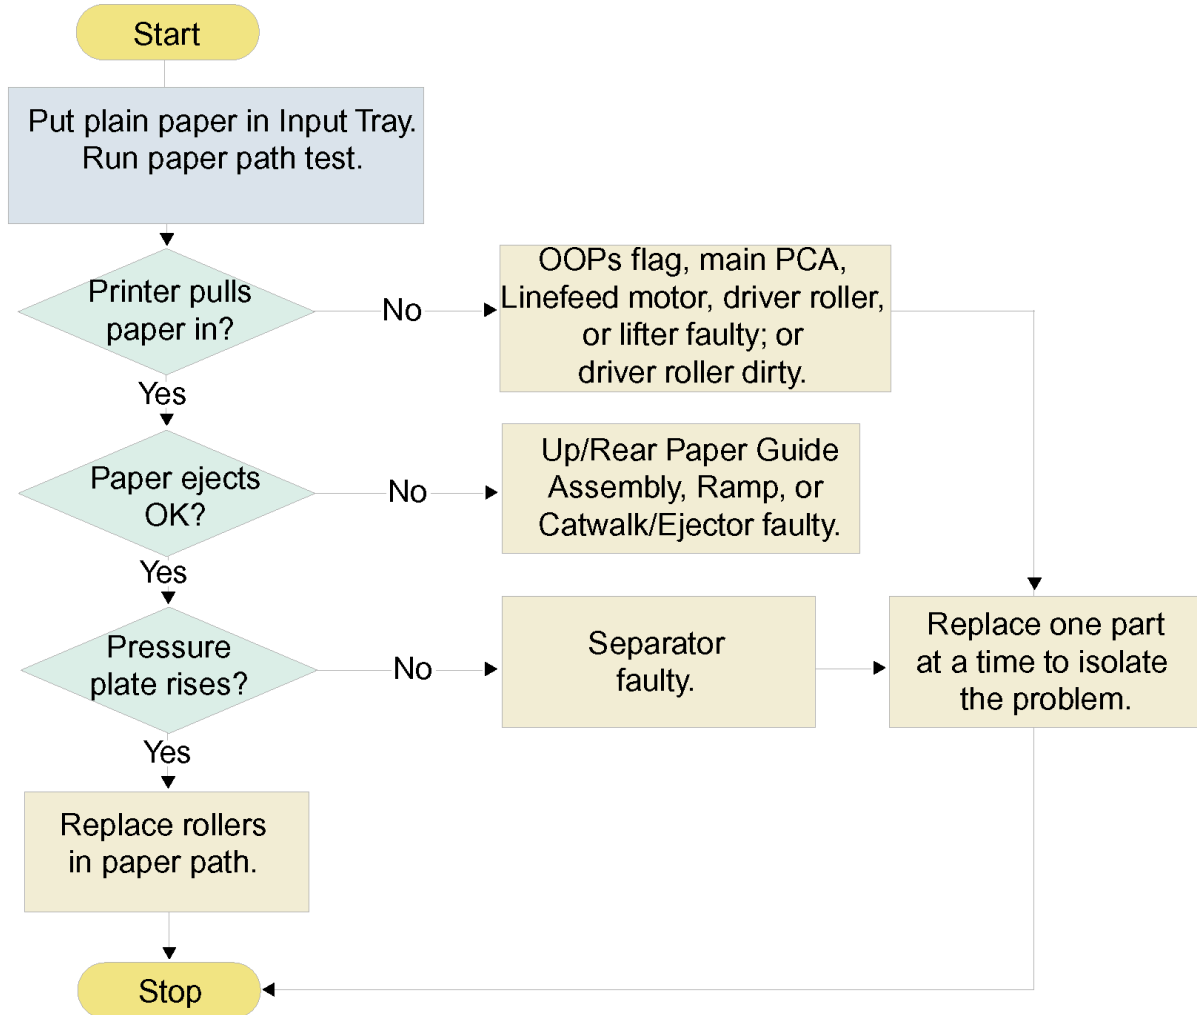 Start
Put plain paper in Input Tray.
Run paper path test.
Printer pulls
paper in?
No
OOPs flag, main PCA,
Linefeed motor, driver roller,
or lifter faulty; or
driver roller dirty.
Yes
Paper ejects
OK?
No
Up/Rear Paper Guide
Assembly, Ramp, or
Catwalk/Ejector faulty.
Yes
Pressure
plate rises?
No
Separator
faulty.
Replace one part
at a time to isolate
the problem.
Yes
Replace rollers
in paper path.
Stop